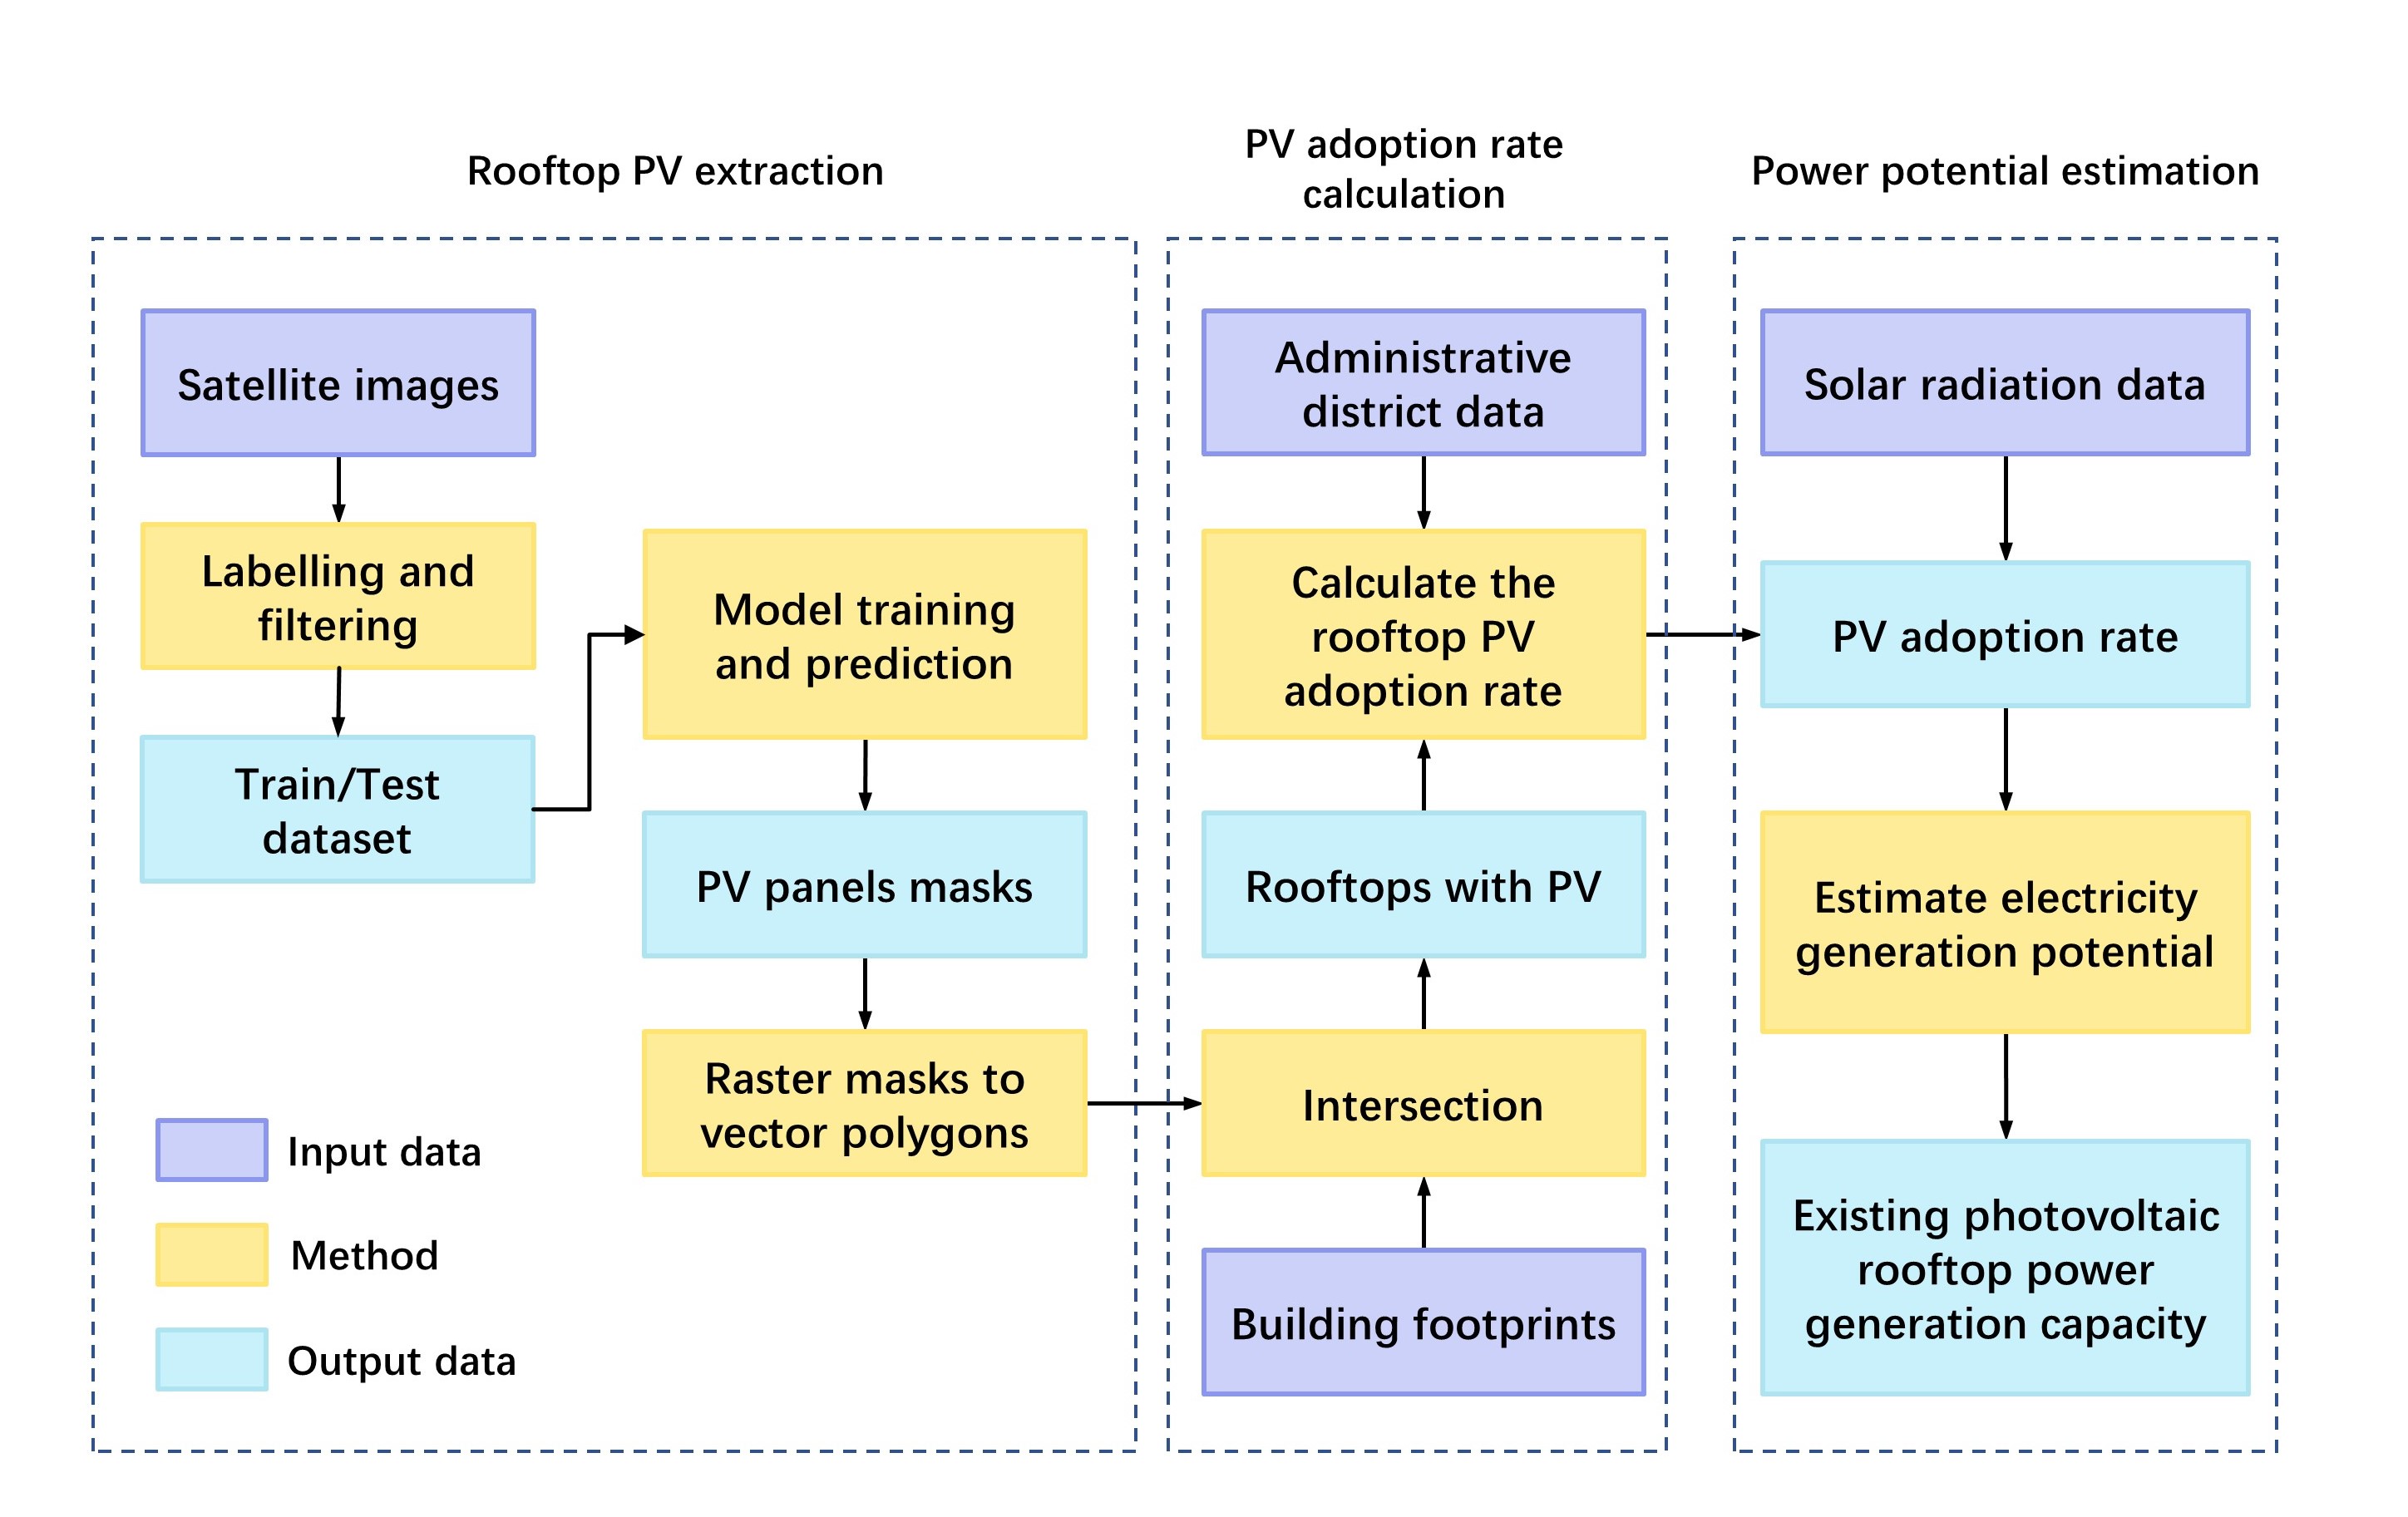 Rooftop PV extraction
Satellite images
Labelling and
filtering
Train/Test
dataset
Model training
and prediction
PV panels masks
Raster masks to
vector polygons
Input data
Method
Output data
PV adoption rate
calculation
Administrative
district data
Calculate the
rooftop PV
adoption rate
Rooftops with PV
Intersection
Building footprints
Power potential estimation
Solar radiation data
PV adoption rate
Estimate electricity
generation potential
Existing photovoltaic
rooftop power
generation capacity